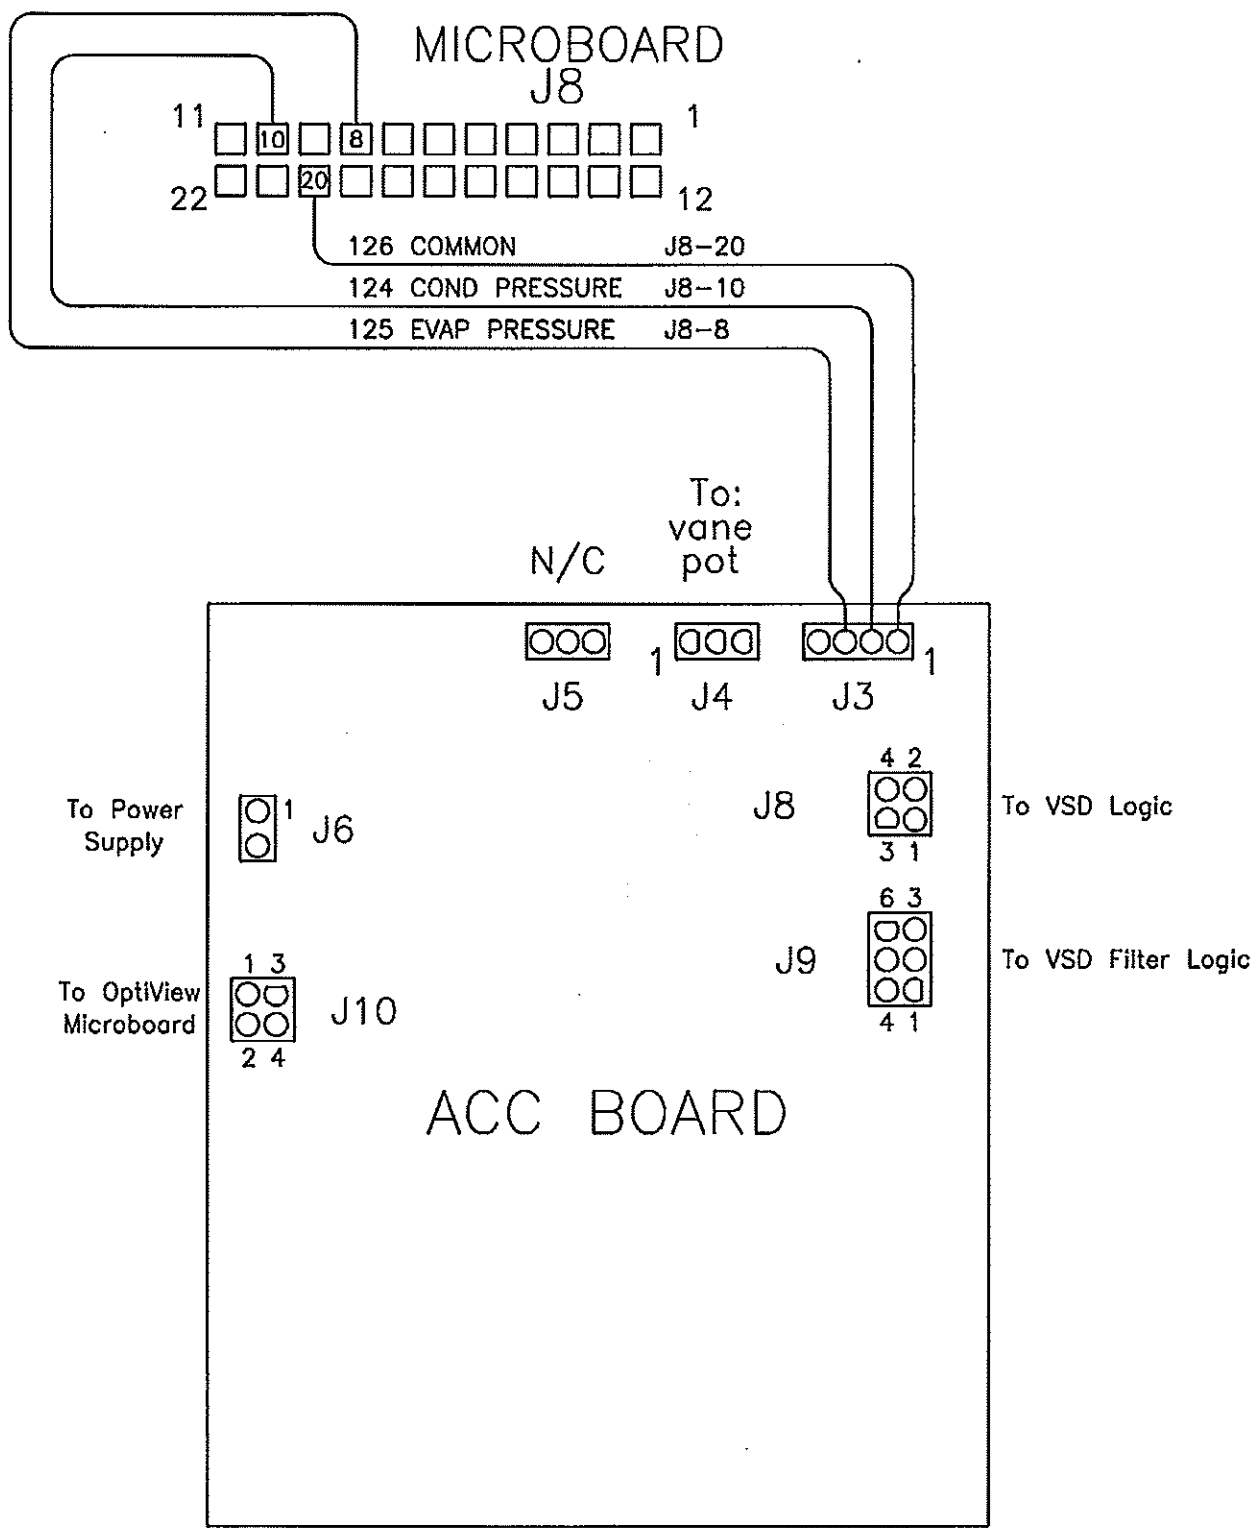 MICROBOARD
J8
11 10 8 1
22 20 12
126 COMMON J8-20
124 COND PRESSURE J8-10
125 EVAP PRESSURE J8-8
To:
vane
pot
N/C
1 1
J5 J4 J3
4 2
J8
To VSD Logic
3 1
To Power
Supply
1
J6
6 3
J9
To VSD Filter Logic
4 1
1 3
To OptiView
Microboard
J10
2 4
ACC BOARD